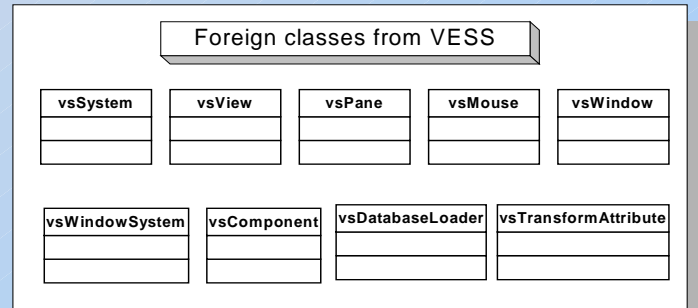 Foreign classes from VESS
vsSystem vsView vsPane vsMouse vsWindow
vsWindowSystem vsComponent vsDatabaseLoader vsTransformAttribute